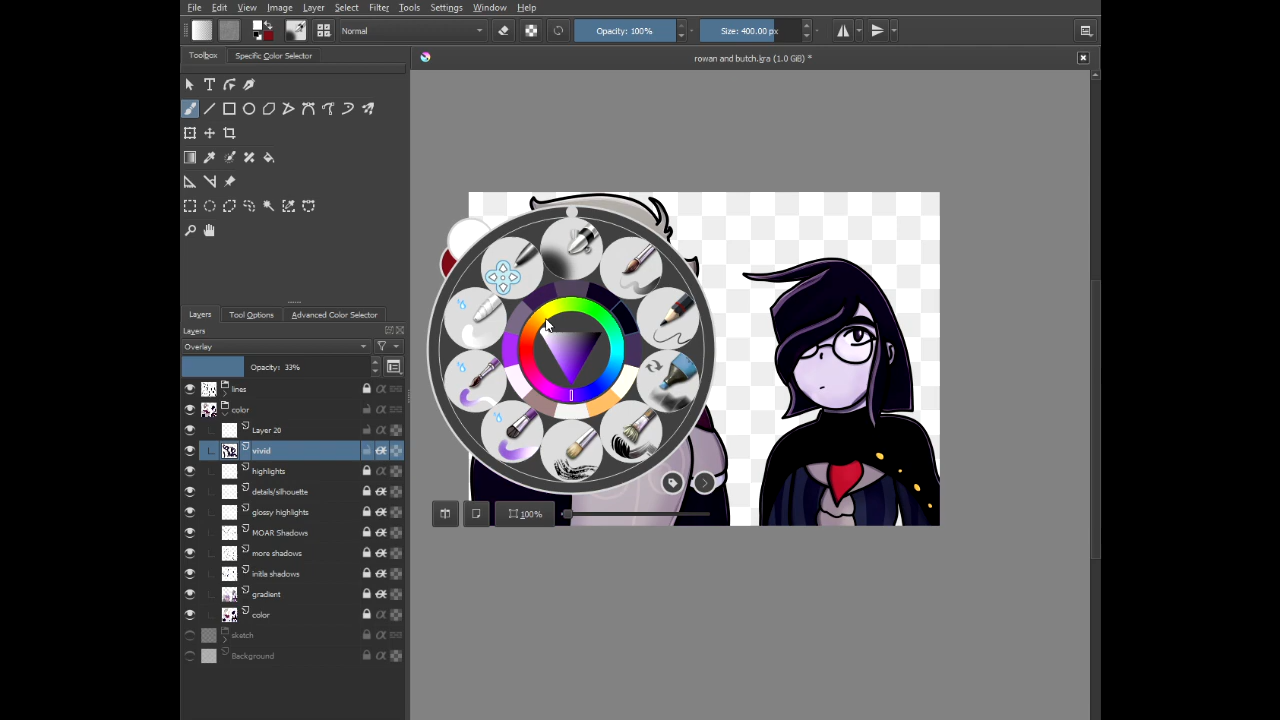 File Edit View Image Layer Select Filter Tools Settings Window Help
Normal Opacity: 100% Size: 400.00 px
Toolbox Specific Color Selector
rowan and butch.kra (1.0 GiB) *
Layers Tool Options Advanced Color Selector
Layers
Overlay
Opacity: 33%
lines
color
Layer 20
vivid
highlights
details/silhouette
glossy highlights
MOAR Shadows
more shadows
initla shadows
gradient
color
sketch
Background
100%